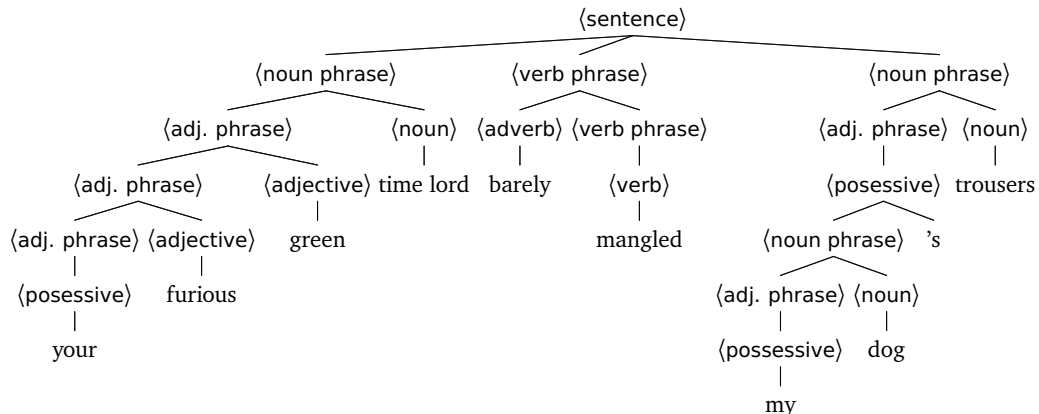 ⟨sentence⟩
⟨noun phrase⟩ ⟨verb phrase⟩ ⟨noun phrase⟩
⟨adj. phrase⟩ ⟨noun⟩ ⟨adverb⟩ ⟨verb phrase⟩ ⟨adj. phrase⟩ ⟨noun⟩
⟨adj. phrase⟩ ⟨adjective⟩ time lord barely ⟨verb⟩ ⟨posessive⟩ trousers
⟨adj. phrase⟩ ⟨adjective⟩ green mangled ⟨noun phrase⟩ ’s
⟨posessive⟩ furious ⟨adj. phrase⟩ ⟨noun⟩
your ⟨possessive⟩ dog
my